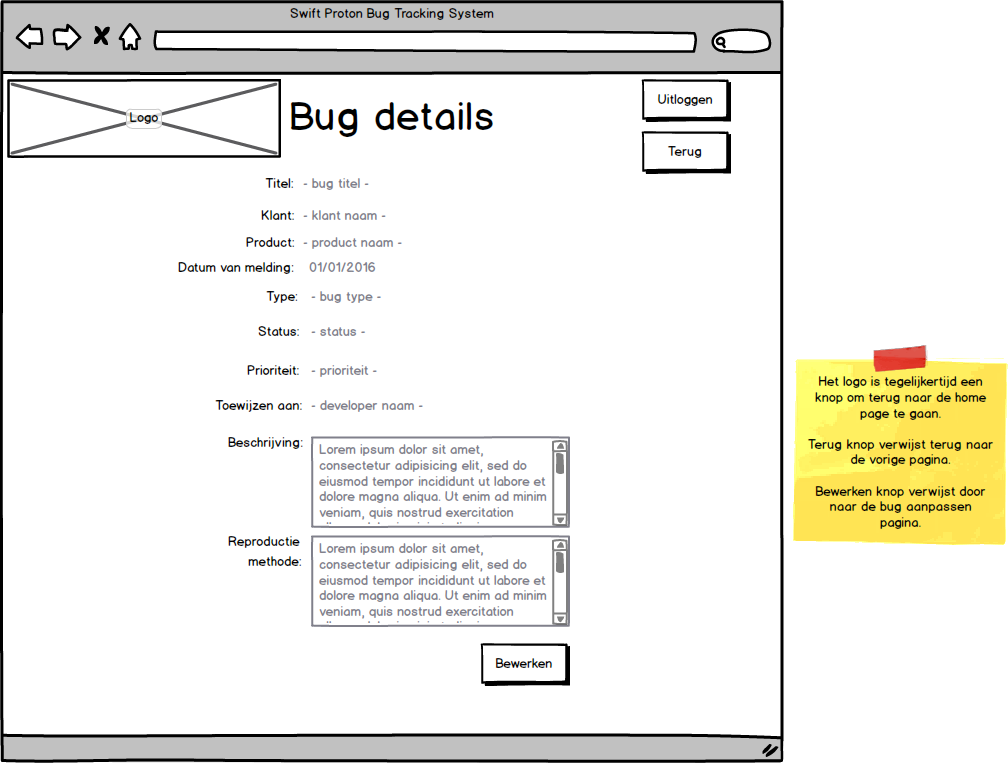 Swift Proton Bug Tracking System
Logo
Bug details
Uitloggen
Terug
Titel: - bug titel -
Klant: - klant naam -
Product: - product naam -
Datum van melding: 01/01/2016
Type: - bug type -
Status: - status -
Prioriteit: - prioriteit -
Toewijzen aan: - developer naam -
Beschrijving:
Lorem ipsum dolor sit amet,
consectetur adipisicing elit, sed do
eiusmod tempor incididunt ut labore et
dolore magna aliqua. Ut enim ad minim
veniam, quis nostrud exercitation
Reproductie
methode:
Lorem ipsum dolor sit amet,
consectetur adipisicing elit, sed do
eiusmod tempor incididunt ut labore et
dolore magna aliqua. Ut enim ad minim
veniam, quis nostrud exercitation
Bewerken
Het logo is tegelijkertijd een
knop om terug naar de home
page te gaan.
Terug knop verwijst terug naar
de vorige pagina.
Bewerken knop verwijst door
naar de bug aanpassen
pagina.